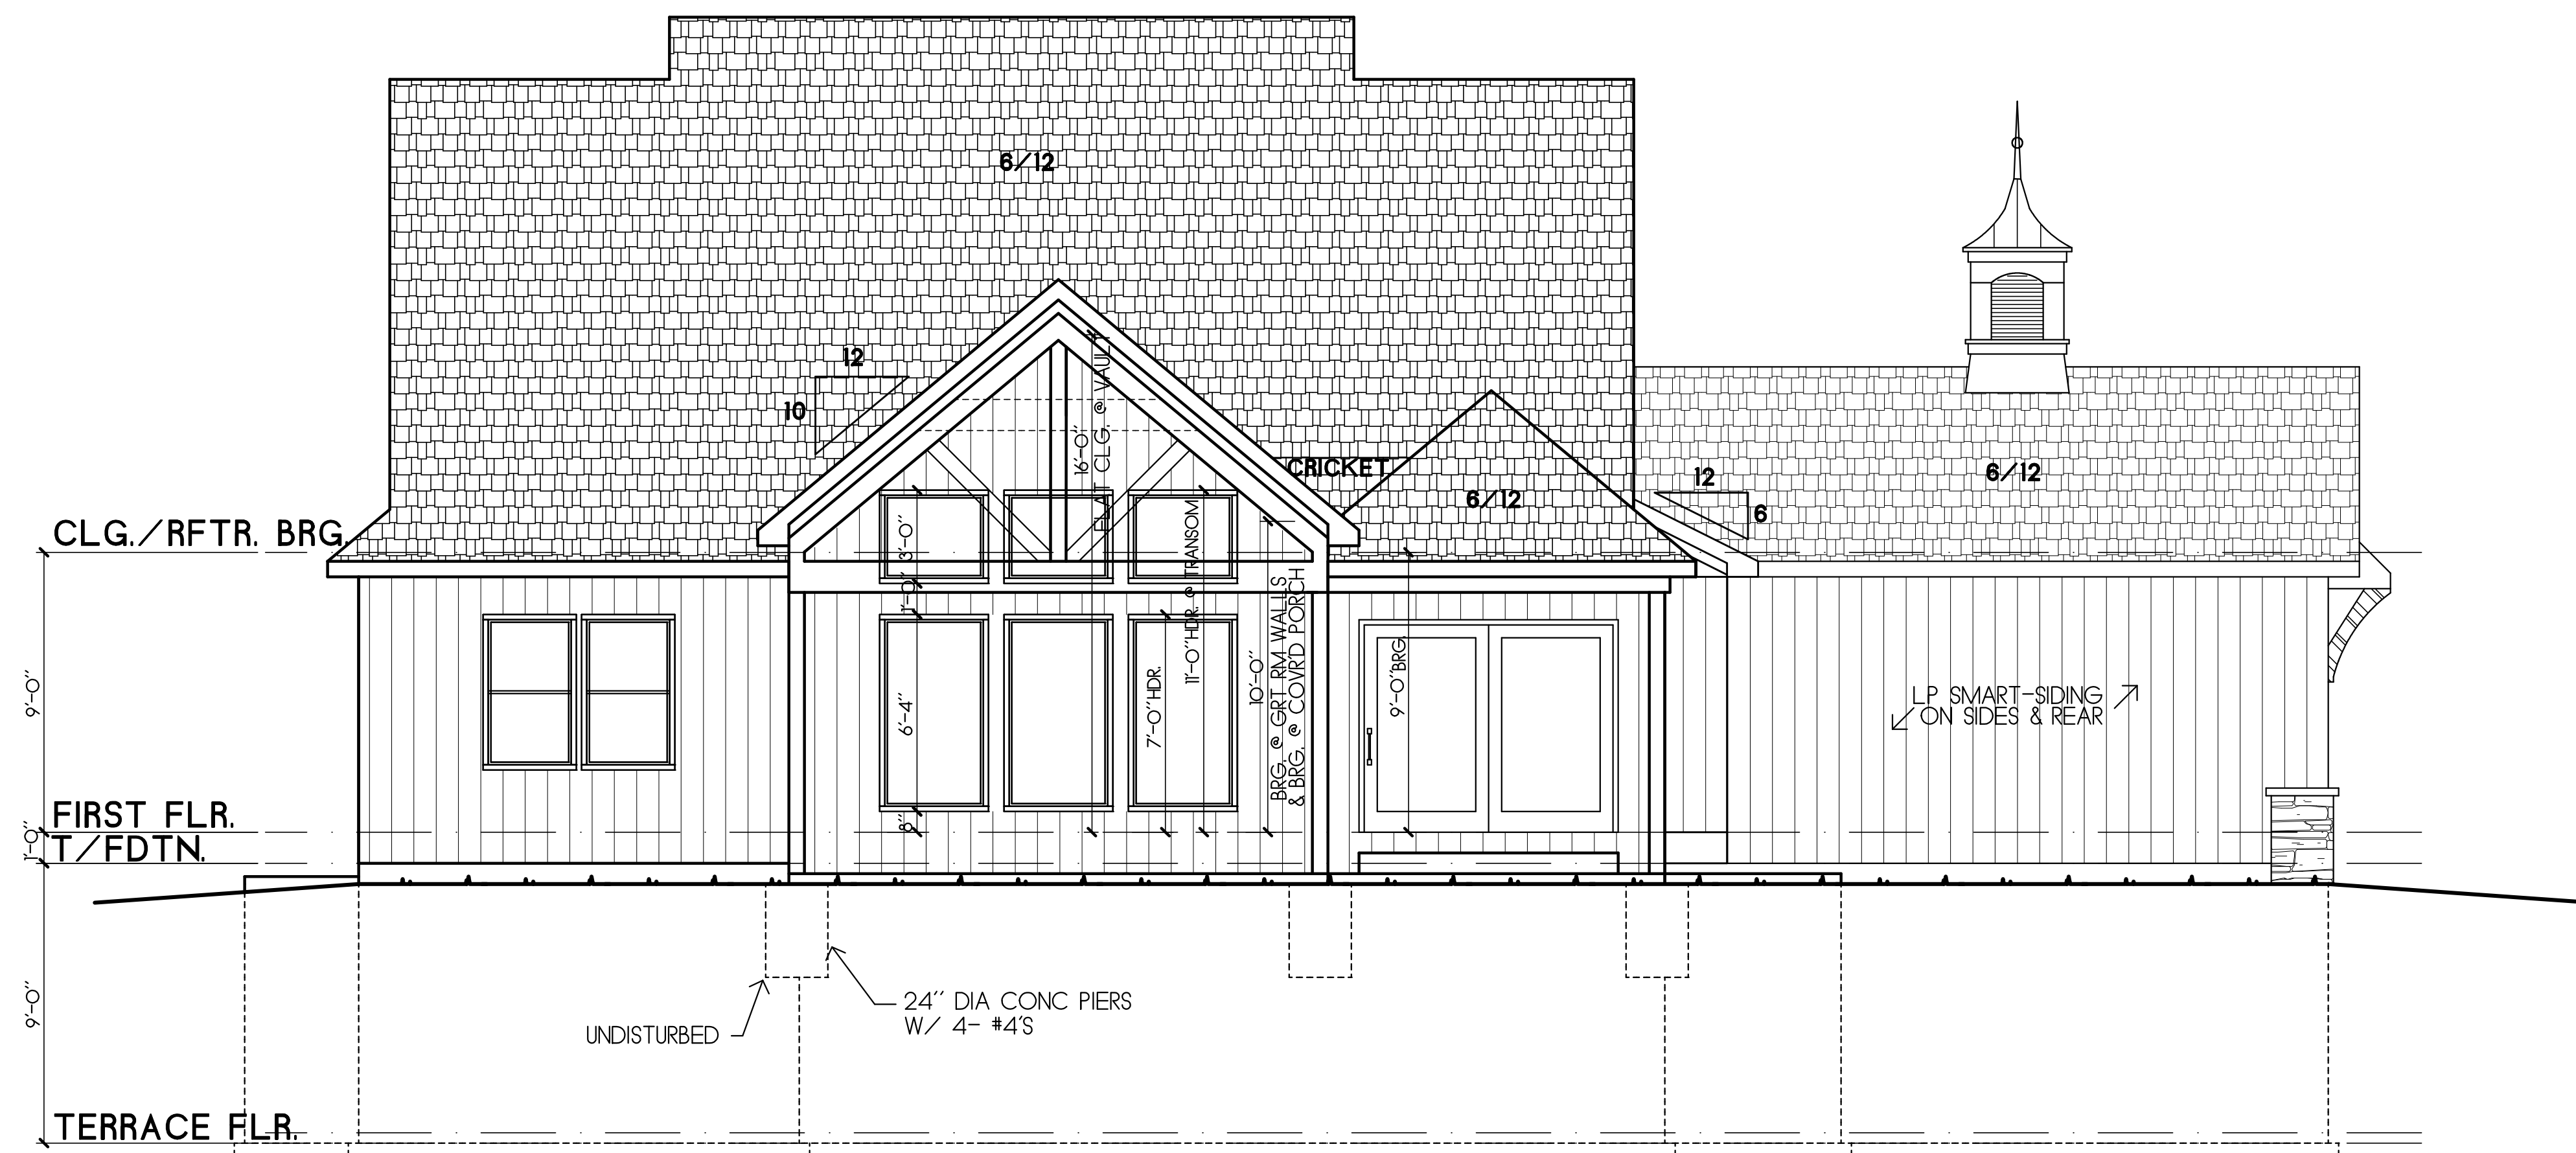 6/12
12
10
16'-0"
FLAT CLG. @ VAULT
CRICKET
6/12
12
6
6/12
CLG./RFTR. BRG.
3'-0"
1'-0"
11'-0"HDR. @ TRANSOM
9'-0"
6'-4"
7'-0"HDR.
10'-0"
BRG. @ GRT RM WALLS
& BRG. @ COV'RD PORCH
9'-0"BRG.
LP SMART-SIDING
ON SIDES & REAR
FIRST FLR.
8"
1'-0"
T/FDTN.
9'-0"
24'' DIA CONC PIERS
W/ 4- #4'S
UNDISTURBED
TERRACE FLR.